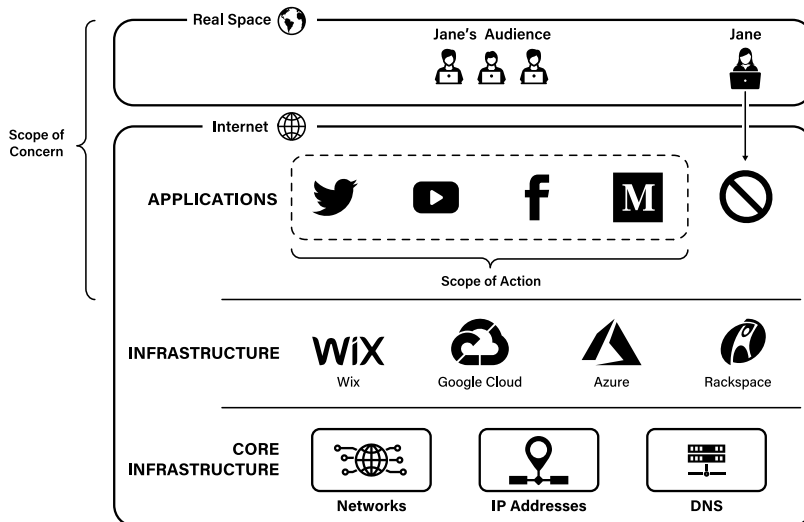 Real Space
Jane's Audience
Jane
Scope of
Concern
Internet
APPLICATIONS
f
M
Scope of Action
INFRASTRUCTURE
WiX
Wix
Google Cloud
Azure
Rackspace
CORE
INFRASTRUCTURE
Networks
IP Addresses
DNS